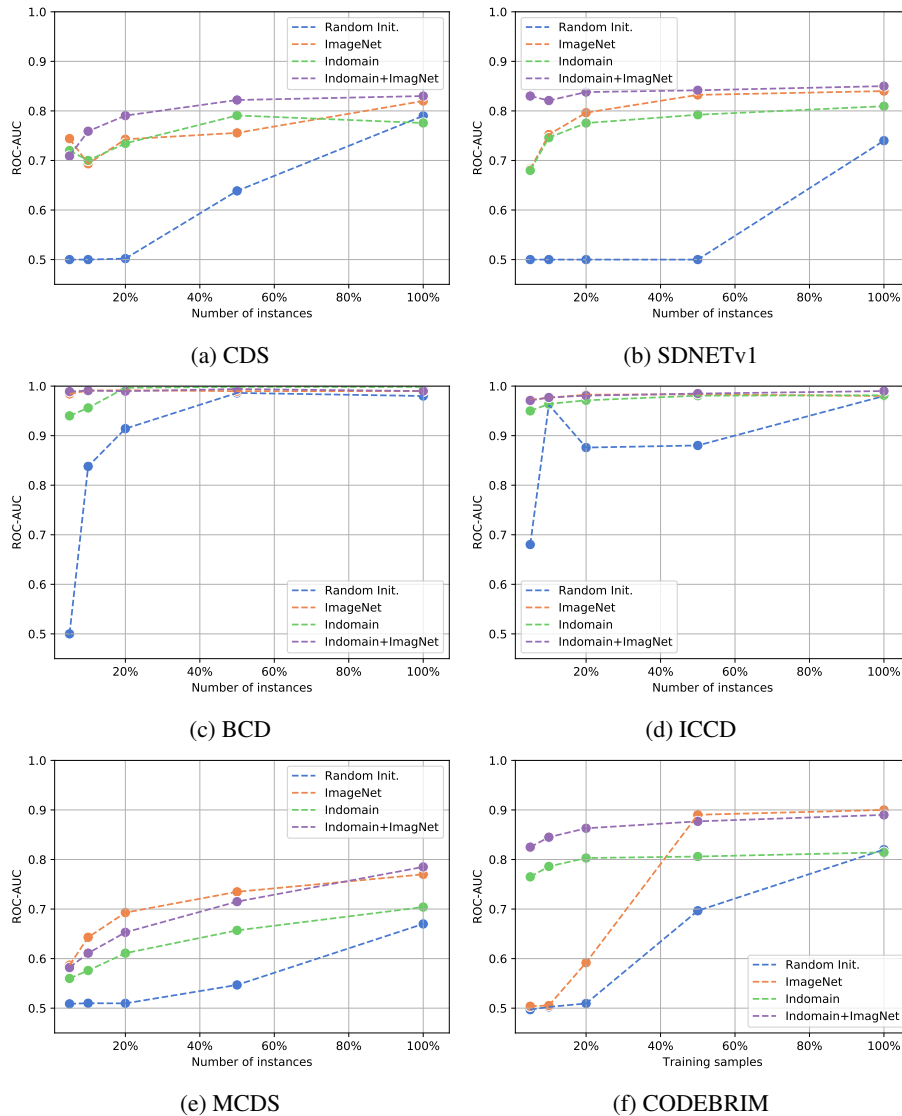 1.0
0.9
0.8
0.7
0.6
0.5
ROC-AUC
Random Init.
ImageNet
Indomain
Indomain+ImagNet
20% 40% 60% 80% 100%
Number of instances
(a) CDS
1.0
0.9
0.8
0.7
0.6
0.5
ROC-AUC
Random Init.
ImageNet
Indomain
Indomain+ImagNet
20% 40% 60% 80% 100%
Number of instances
(b) SDNETv1
1.0
0.9
0.8
0.7
0.6
0.5
ROC-AUC
Random Init.
ImageNet
Indomain
Indomain+ImagNet
20% 40% 60% 80% 100%
Number of instances
(c) BCD
1.0
0.9
0.8
0.7
0.6
0.5
ROC-AUC
Random Init.
ImageNet
Indomain
Indomain+ImagNet
20% 40% 60% 80% 100%
Number of instances
(d) ICCD
1.0
0.9
0.8
0.7
0.6
0.5
ROC-AUC
Random Init.
ImageNet
Indomain
Indomain+ImagNet
20% 40% 60% 80% 100%
Number of instances
(e) MCDS
1.0
0.9
0.8
0.7
0.6
0.5
ROC-AUC
Random Init.
ImageNet
Indomain
Indomain+ImagNet
20% 40% 60% 80% 100%
Training samples
(f) CODEBRIM